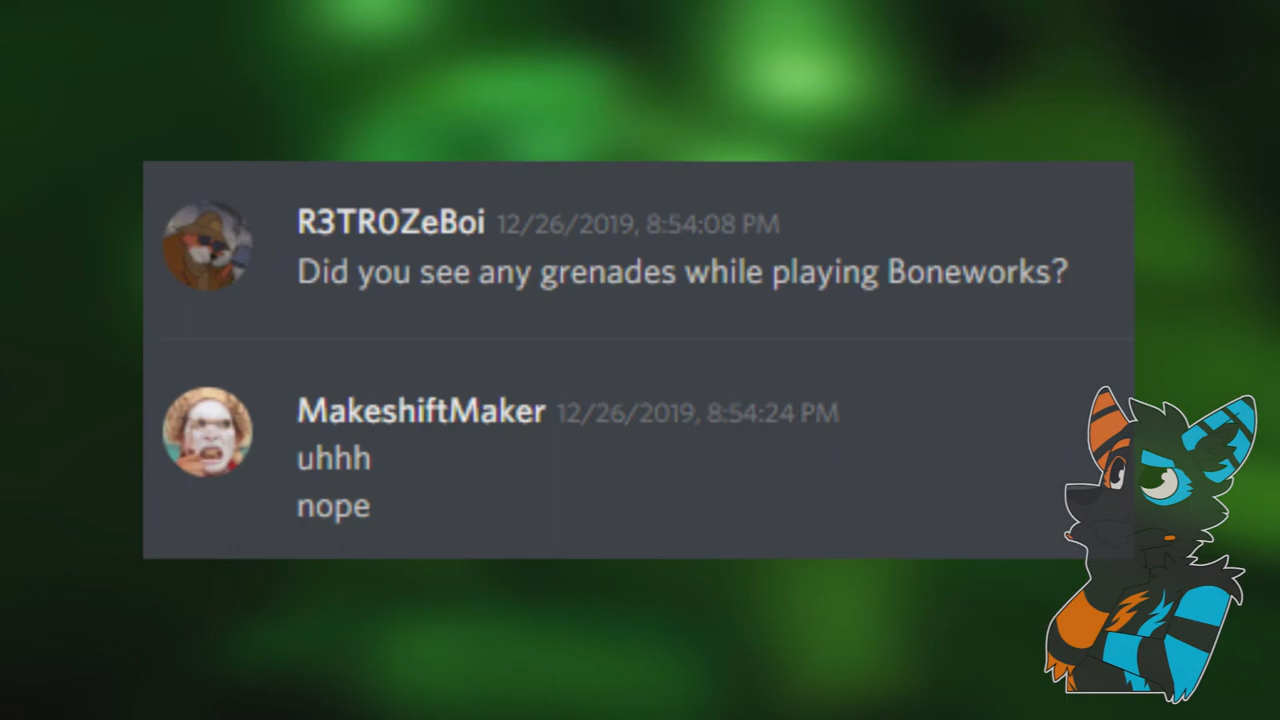 R3TR0ZeBoi 12/26/2019, 8:54:08 PM
Did you see any grenades while playing Boneworks?
MakeshiftMaker 12/26/2019, 8:54:24 PM
uhhh
nope